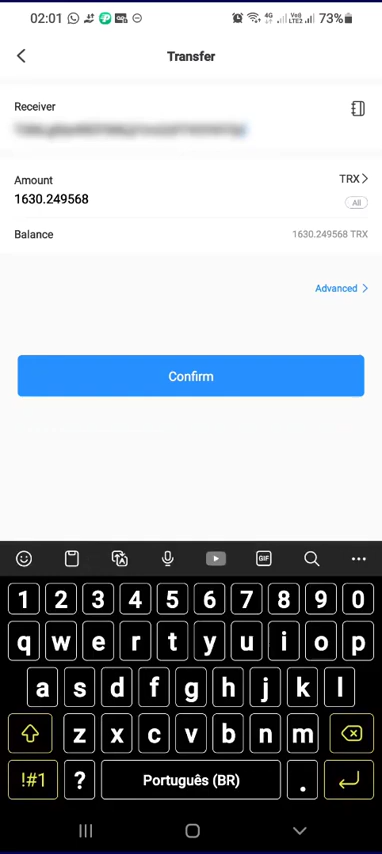 02:01 73%
Transfer
Receiver
Amount TRX
1630.249568 All
Balance 1630.249568 TRX
Advanced
Confirm
GIF
1 2 3 4 5 6 7 8 9 0
q w e r t y u i o p
a s d f g h j k l
z x c v b n m
!#1 ? Português (BR) .